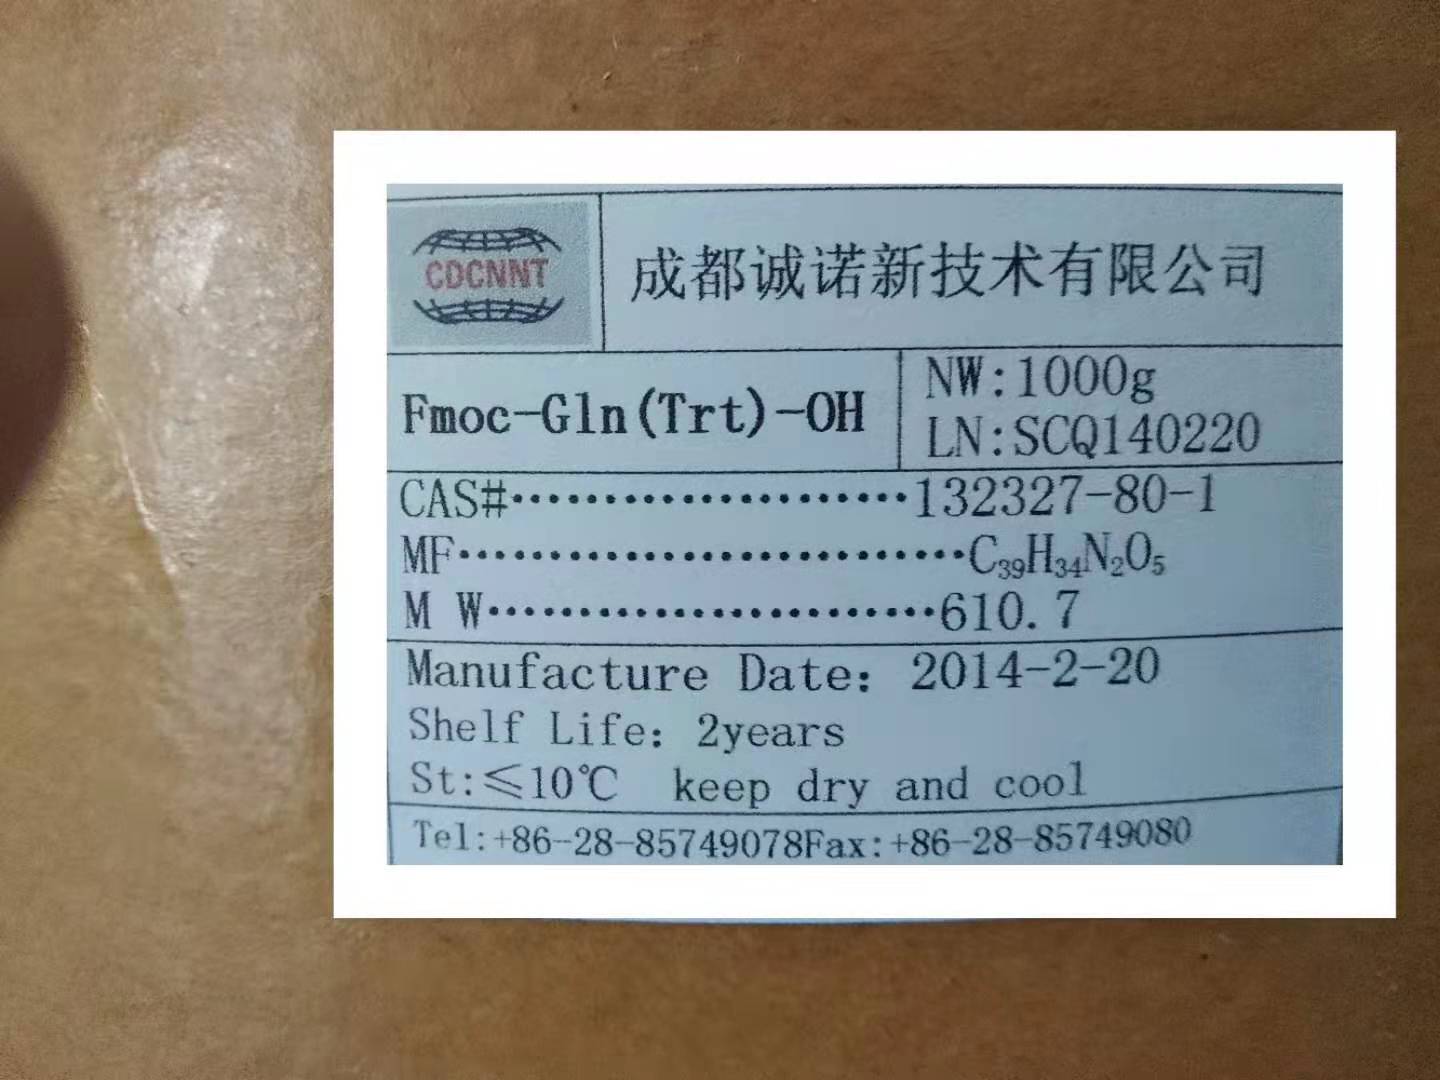 CDCNNT
成都诚诺新技术有限公司
Fmoc-Gln(Trt)-OH
NW:1000g
LN:SCQ140220
CAS#·····················132327-80-1
MF···························C₃₉H₃₄N₂O₅
M W························610.7
Manufacture Date: 2014-2-20
Shelf Life: 2years
St:≤10℃ keep dry and cool
Tel:+86-28-85749078Fax:+86-28-85749080